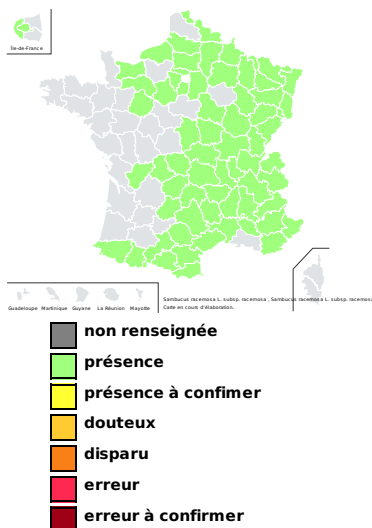 Île-de-France
Guadeloupe Martinique Guyane La Réunion Mayotte
Sambucus racemosa L. subsp. racemosa , Sambucus racemosa L. subsp. racemosa
Carte en cours d'élaboration.
non renseignée
présence
présence à confimer
douteux
disparu
erreur
erreur à confirmer